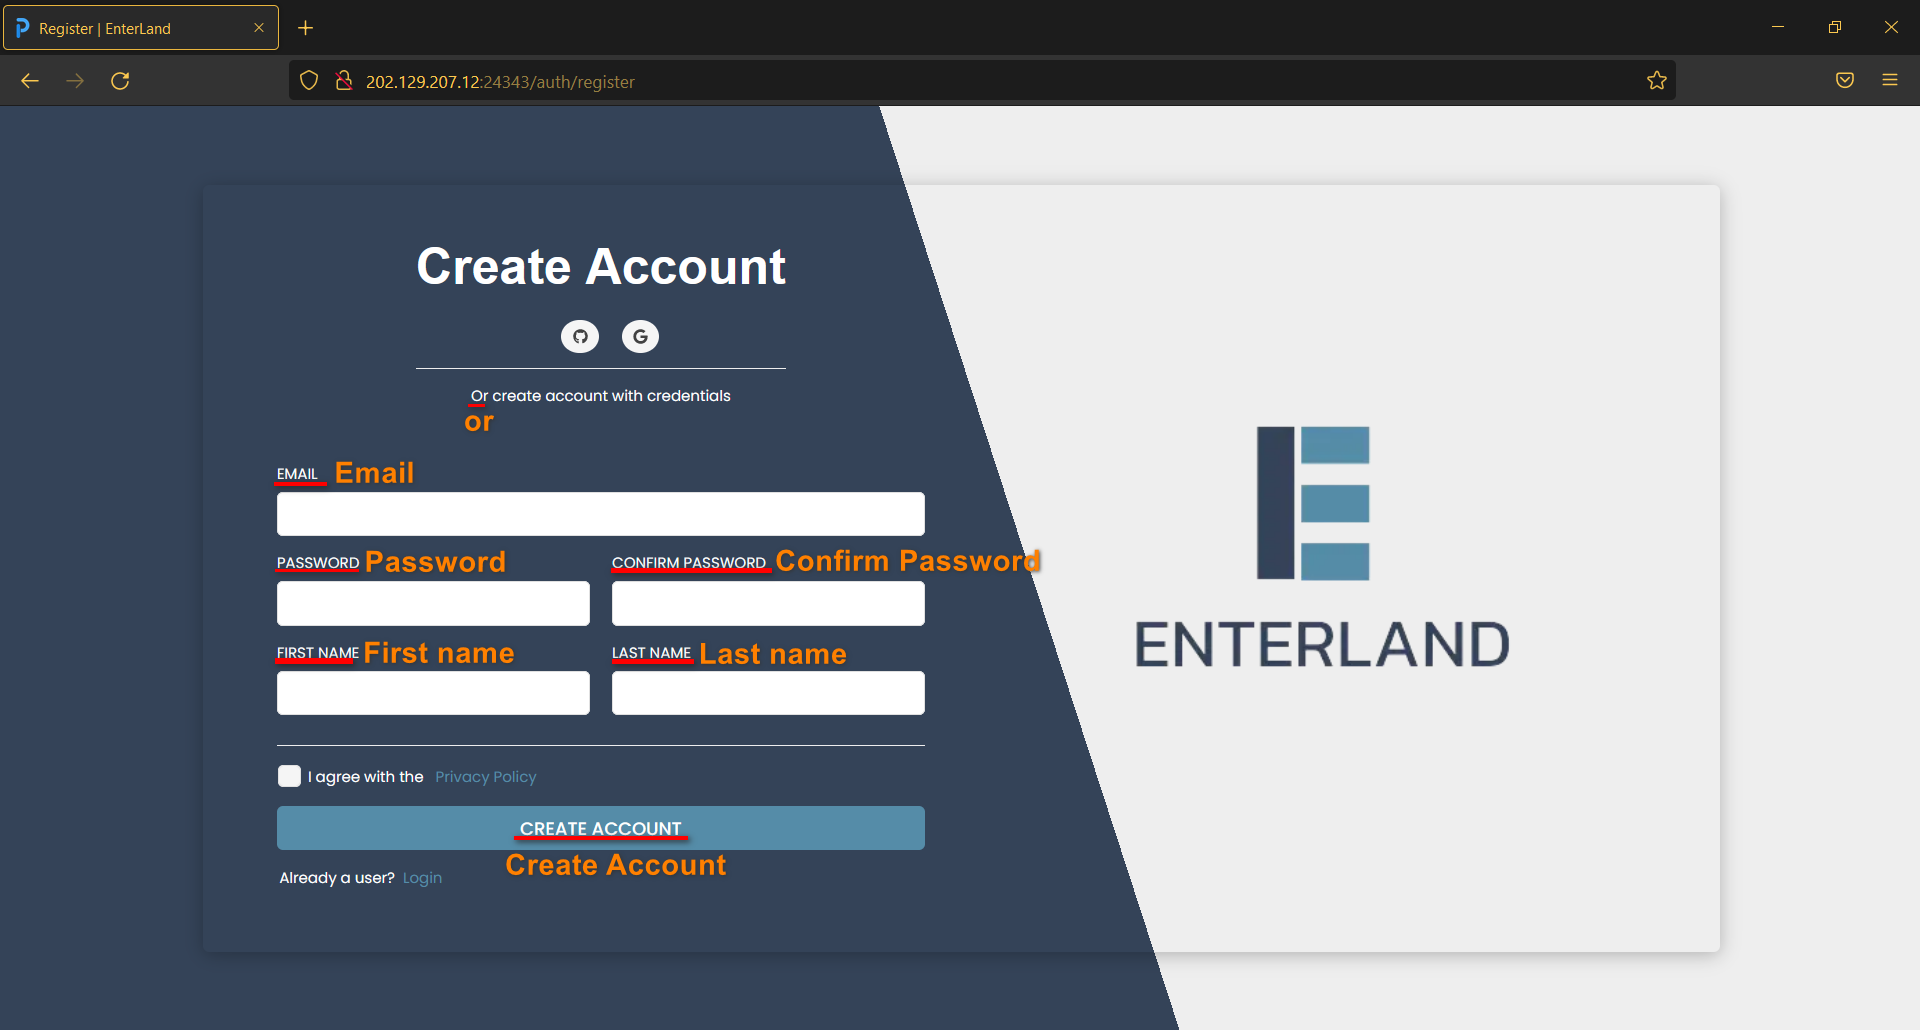 Register | EnterLand
202.129.207.12:24343/auth/register
Create Account
Or create account with credentials
or
EMAIL Email
PASSWORD Password CONFIRM PASSWORD Confirm Password
FIRST NAME First name LAST NAME Last name
I agree with the Privacy Policy
CREATE ACCOUNT
Create Account
Already a user? Login
ENTERLAND